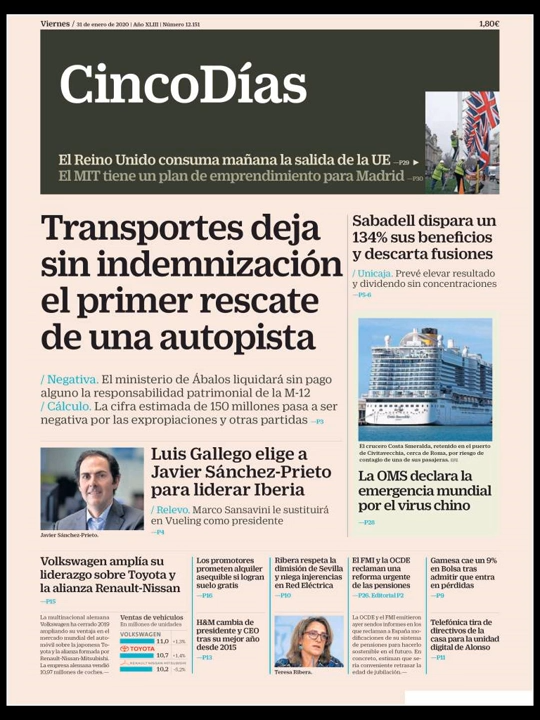 Viernes / 31 de enero de 2020 | Año XLIII | Número 12.151
1,80€
CincoDías
El Reino Unido consuma mañana la salida de la UE —P29 ►
El MIT tiene un plan de emprendimiento para Madrid —P30
Transportes deja
sin indemnización
el primer rescate
de una autopista
/ Negativa. El ministerio de Ábalos liquidará sin pago
alguno la responsabilidad patrimonial de la M-12
/ Cálculo. La cifra estimada de 150 millones pasa a ser
negativa por las expropiaciones y otras partidas —P3
Sabadell dispara un
134% sus beneficios
y descarta fusiones
/ Unicaja. Prevé elevar resultado
y dividendo sin concentraciones
—P5-6
El crucero Costa Smeralda, retenido en el puerto
de Civitavecchia, cerca de Roma, por riesgo de
contagio de una de sus pasajeras.
La OMS declara la
emergencia mundial
por el virus chino
—P28
Javier Sánchez-Prieto.
Luis Gallego elige a
Javier Sánchez-Prieto
para liderar Iberia
/ Relevo. Marco Sansavini le sustituirá
en Vueling como presidente
—P4
Volkswagen amplía su
liderazgo sobre Toyota y
la alianza Renault-Nissan
—P15
La multinacional alemana
Volkswagen ha cerrado 2019
ampliando su ventaja en el
mercado mundial del auto-
móvil sobre la japonesa To-
yota y la alianza formada por
Renault-Nissan-Mitsubishi.
La empresa alemana vendió
10,97 millones de coches.—
Ventas de vehículos
En millones de unidades
VOLKSWAGEN
11,0 +1,3%
TOYOTA
10,7 +1,4%
10,2
Los promotores
prometen alquiler
asequible si logran
suelo gratis
—P16
H&M cambia de
presidente y CEO
tras su mejor año
desde 2015
—P13
Ribera respeta la
dimisión de Sevilla
y niega injerencias
en Red Eléctrica
—P10
Teresa Ribera.
El FMI y la OCDE
reclaman una
reforma urgente
de las pensiones
—P26. Editorial P2
La OCDE y el FMI emitieron
ayer sendos informes en los
que reclaman a España mo-
dificaciones de su sistema
de pensiones para hacerlo
sostenible en el futuro. En
concreto, estiman que se-
ría conveniente retrasar la
edad de jubilación.—
Gamesa cae un 9%
en Bolsa tras
admitir que entra
en pérdidas
—P9
Telefónica tira de
directivos de la
casa para la unidad
digital de Alonso
—P11